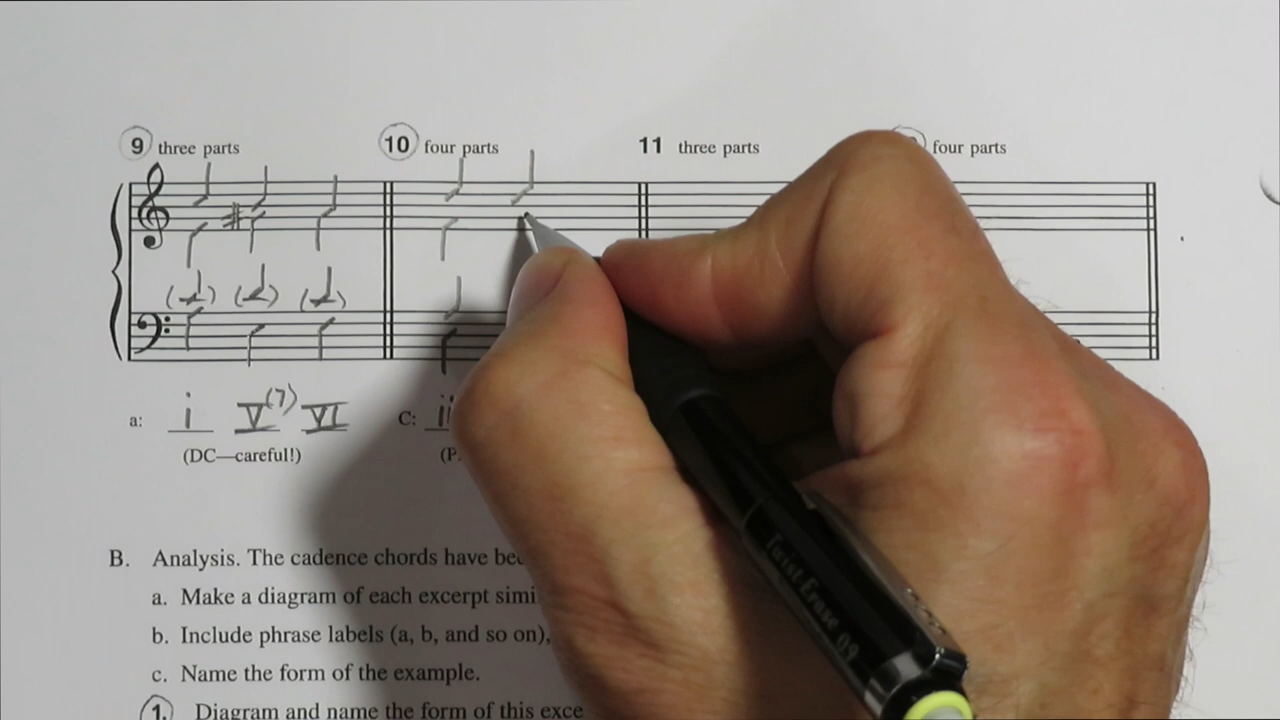 9 three parts 10 four parts 11 three parts four parts
a: i V(7) VI C: ii
(DC—careful!) (P.
B. Analysis. The cadence chords have
a. Make a diagram of each excerpt simi
b. Include phrase labels (a, b, and so on),
c. Name the form of the example.
1. Diagram and name the form of this exce
Twist-Erase 0.9